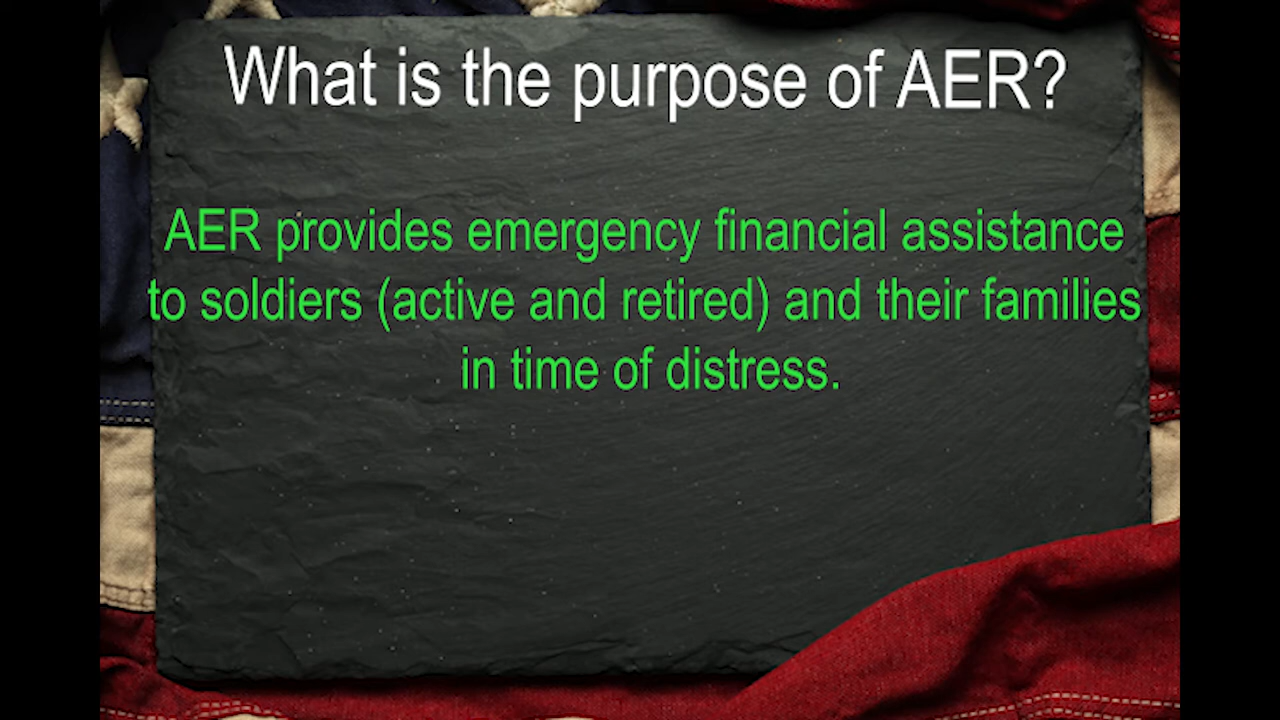 What is the purpose of AER?
AER provides emergency financial assistance
to soldiers (active and retired) and their families
in time of distress.